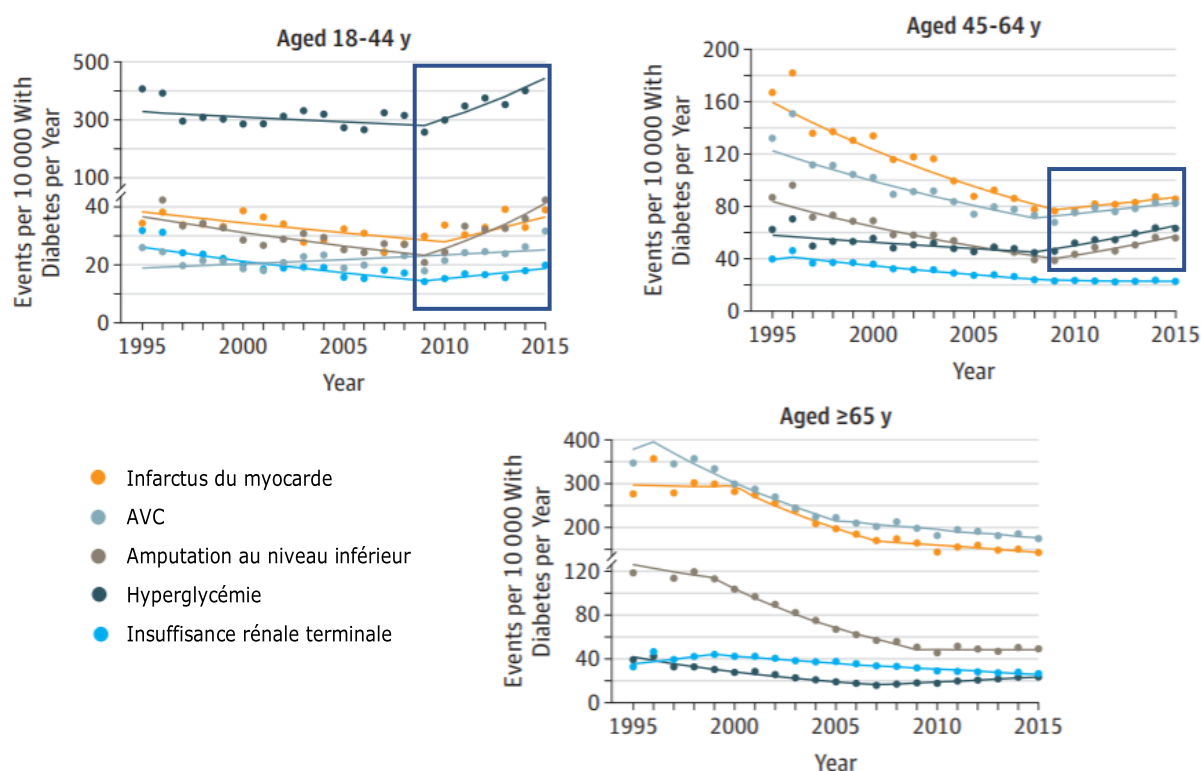 Aged 18-44 y
Events per 10 000 With
Diabetes per Year
500
300
100
40
20
0
1995 2000 2005 2010 2015
Year
Aged 45-64 y
Events per 10 000 With
Diabetes per Year
200
160
120
80
40
0
1995 2000 2005 2010 2015
Year
Infarctus du myocarde
AVC
Amputation au niveau inférieur
Hyperglycémie
Insuffisance rénale terminale
Aged ≥65 y
Events per 10 000 With
Diabetes per Year
400
300
200
120
80
40
0
1995 2000 2005 2010 2015
Year